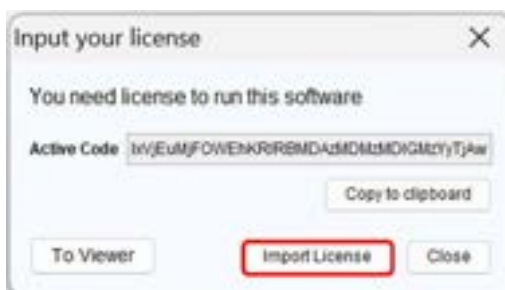 Input your license
You need license to run this software
Active Code
Copy to clipboard
To Viewer Import License Close